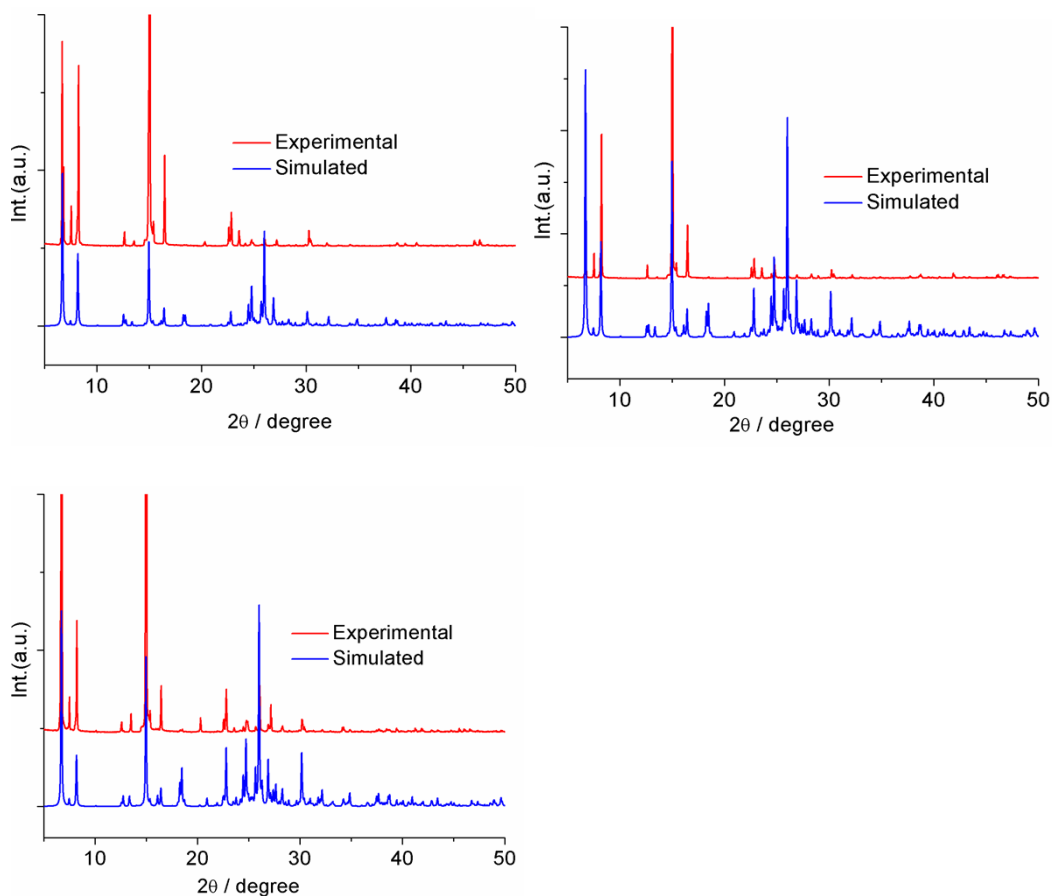 Int.(a.u.)
Experimental
Simulated
10 20 30 40 50
2θ / degree
Int.(a.u.)
Experimental
Simulated
10 20 30 40 50
2θ / degree
Int.(a.u.)
Experimental
Simulated
10 20 30 40 50
2θ / degree